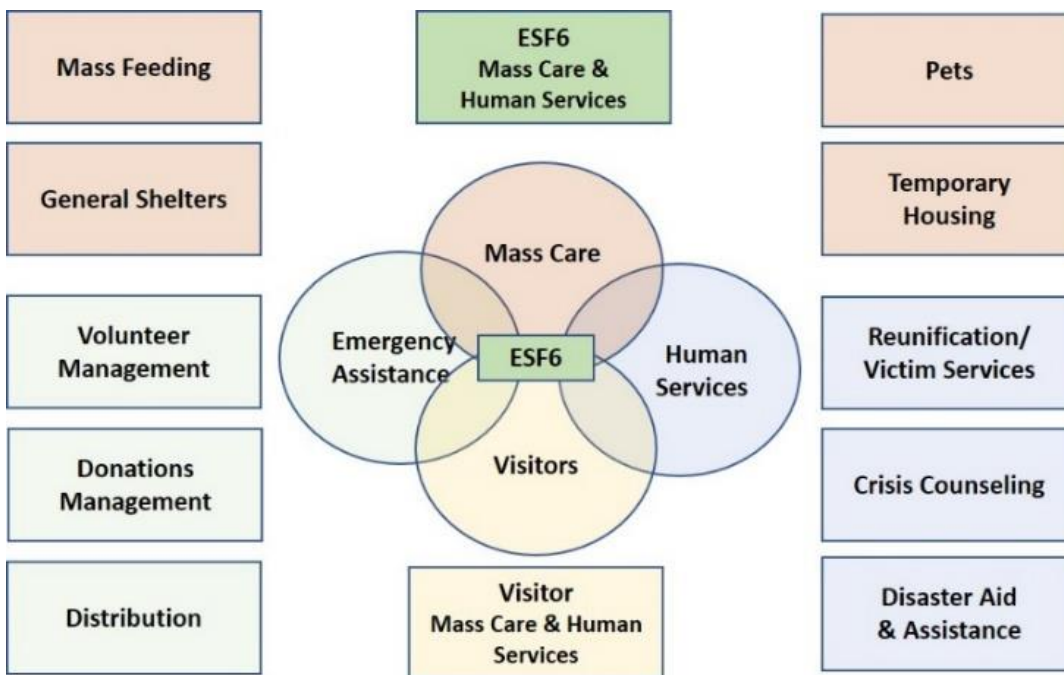 Mass Feeding
ESF6
Mass Care &
Human Services
Pets
General Shelters
Temporary
Housing
Mass Care
Volunteer
Management
Emergency
Assistance
ESF6
Human
Services
Reunification/
Victim Services
Donations
Management
Visitors
Crisis Counseling
Distribution
Visitor
Mass Care & Human
Services
Disaster Aid
& Assistance